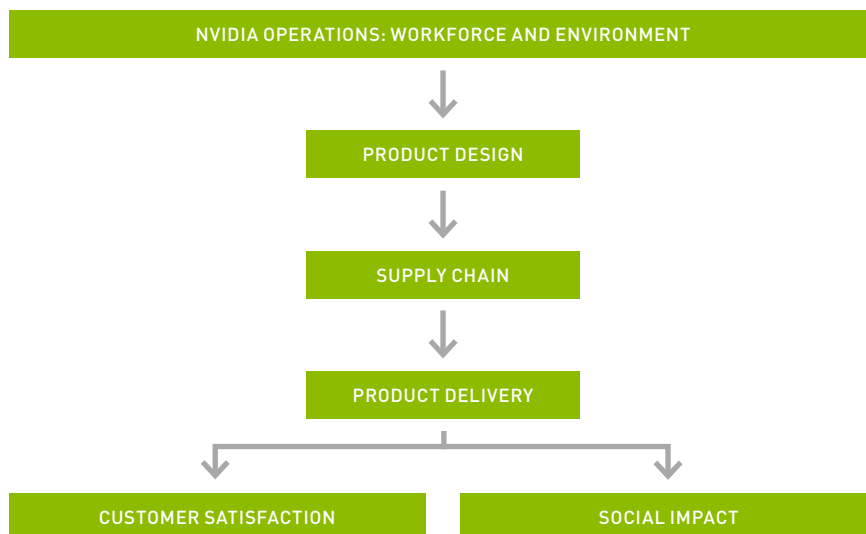 NVIDIA OPERATIONS: WORKFORCE AND ENVIRONMENT
PRODUCT DESIGN
SUPPLY CHAIN
PRODUCT DELIVERY
CUSTOMER SATISFACTION
SOCIAL IMPACT